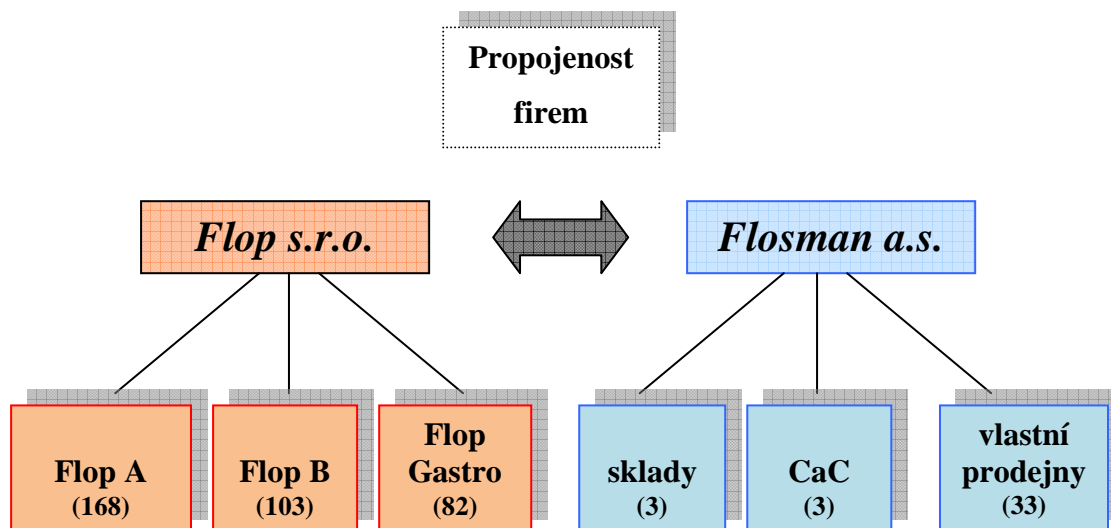 Propojenost
firem
Flop s.r.o.
Flosman a.s.
Flop A
(168)
Flop B
(103)
Flop
Gastro
(82)
sklady
(3)
CaC
(3)
vlastní
prodejny
(33)